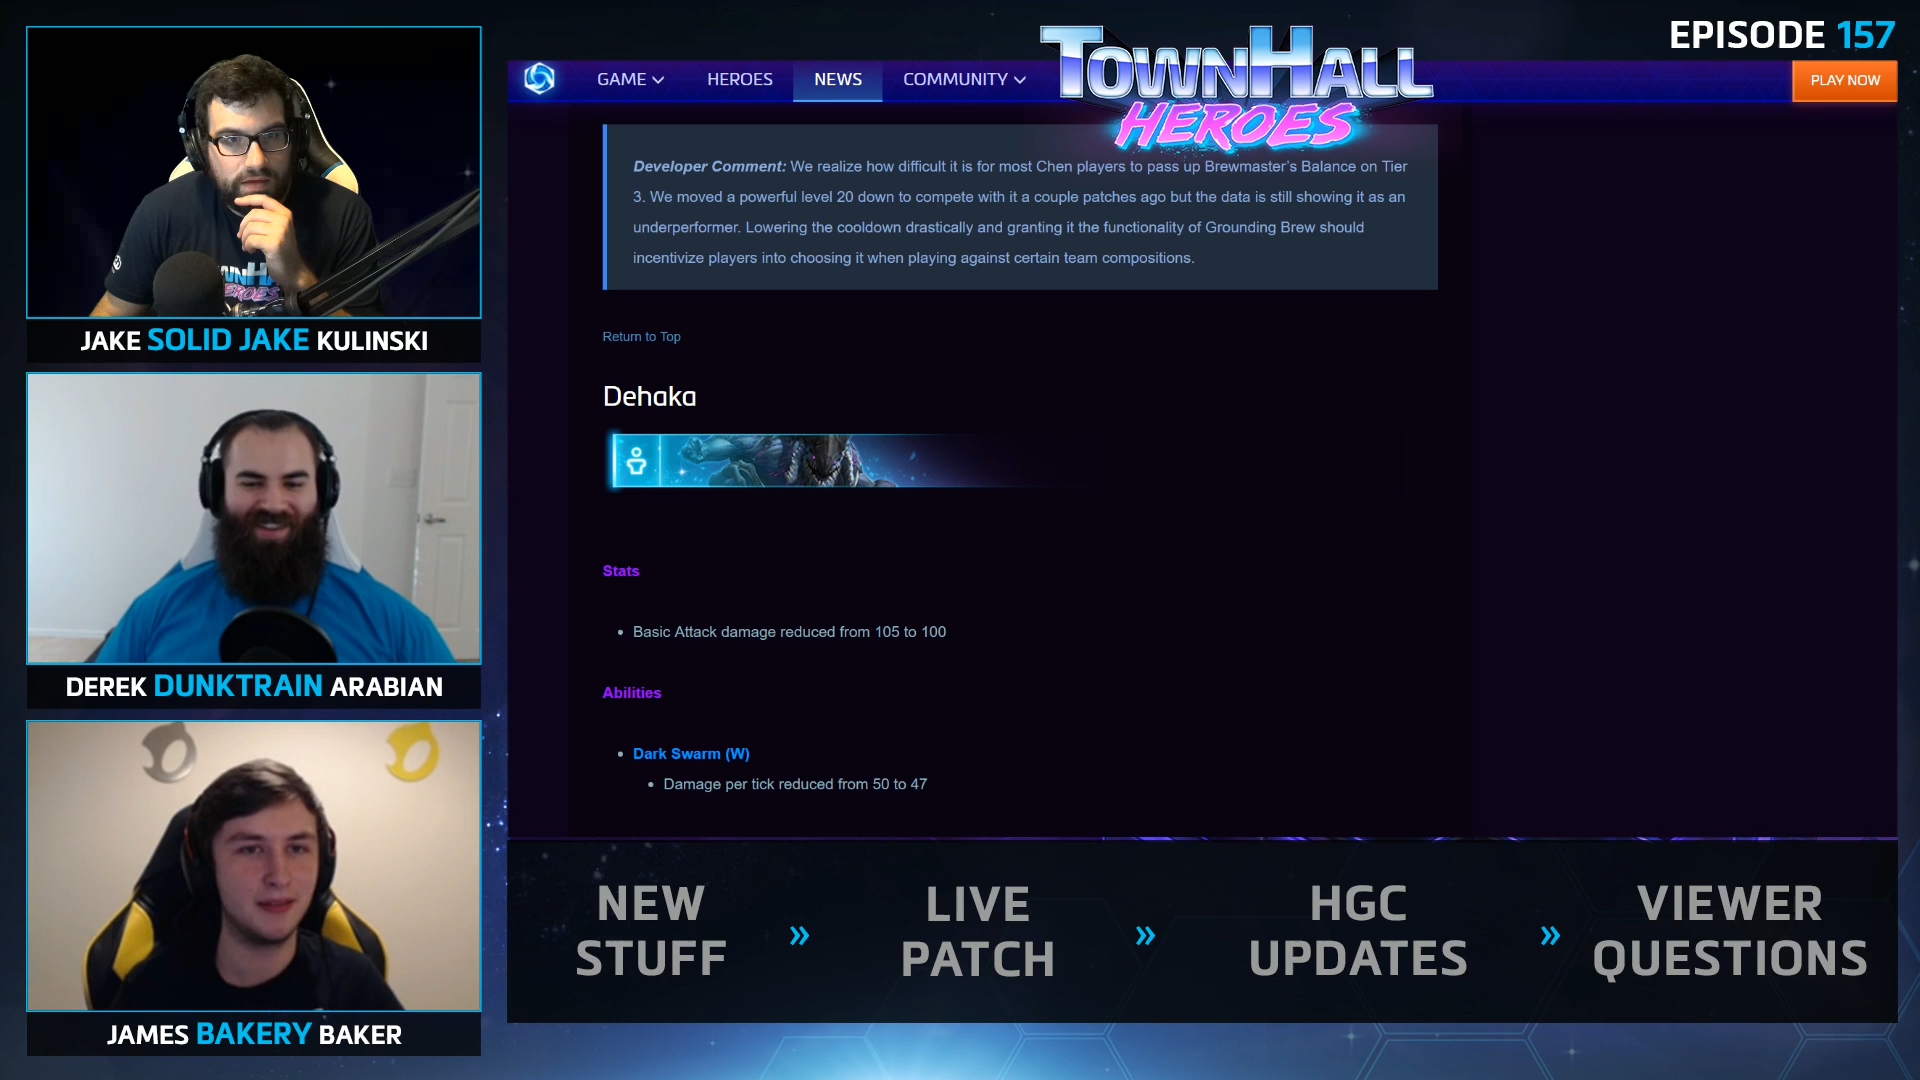 EPISODE 157
TOWNHALL
HEROES
GAME
HEROES
NEWS
COMMUNITY
PLAY NOW
Developer Comment: We realize how difficult it is for most Chen players to pass up Brewmaster's Balance on Tier
3. We moved a powerful level 20 down to compete with it a couple patches ago but the data is still showing it as an
underperformer. Lowering the cooldown drastically and granting it the functionality of Grounding Brew should
incentivize players into choosing it when playing against certain team compositions.
Return to Top
Dehaka
Stats
• Basic Attack damage reduced from 105 to 100
Abilities
• Dark Swarm (W)
• Damage per tick reduced from 50 to 47
JAKE SOLID JAKE KULINSKI
DEREK DUNKTRAIN ARABIAN
JAMES BAKERY BAKER
NEW
STUFF
»
LIVE
PATCH
»
HGC
UPDATES
»
VIEWER
QUESTIONS